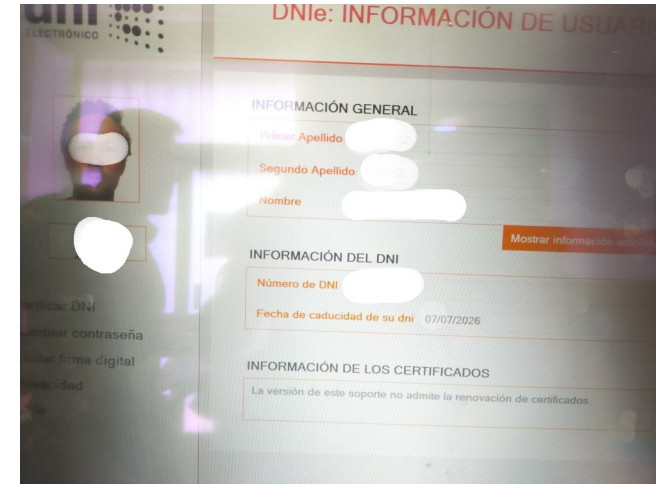 ELECTRÓNICO
DNIe: INFORMACIÓN DE USUARIO
INFORMACIÓN GENERAL
Primer Apellido
Segundo Apellido
Nombre
Mostrar información
INFORMACIÓN DEL DNI
Número de DNI
Fecha de caducidad de su dni 07/07/2026
DNI
contraseña
firma digital
INFORMACIÓN DE LOS CERTIFICADOS
La versión de este soporte no admite la renovación de certificados.